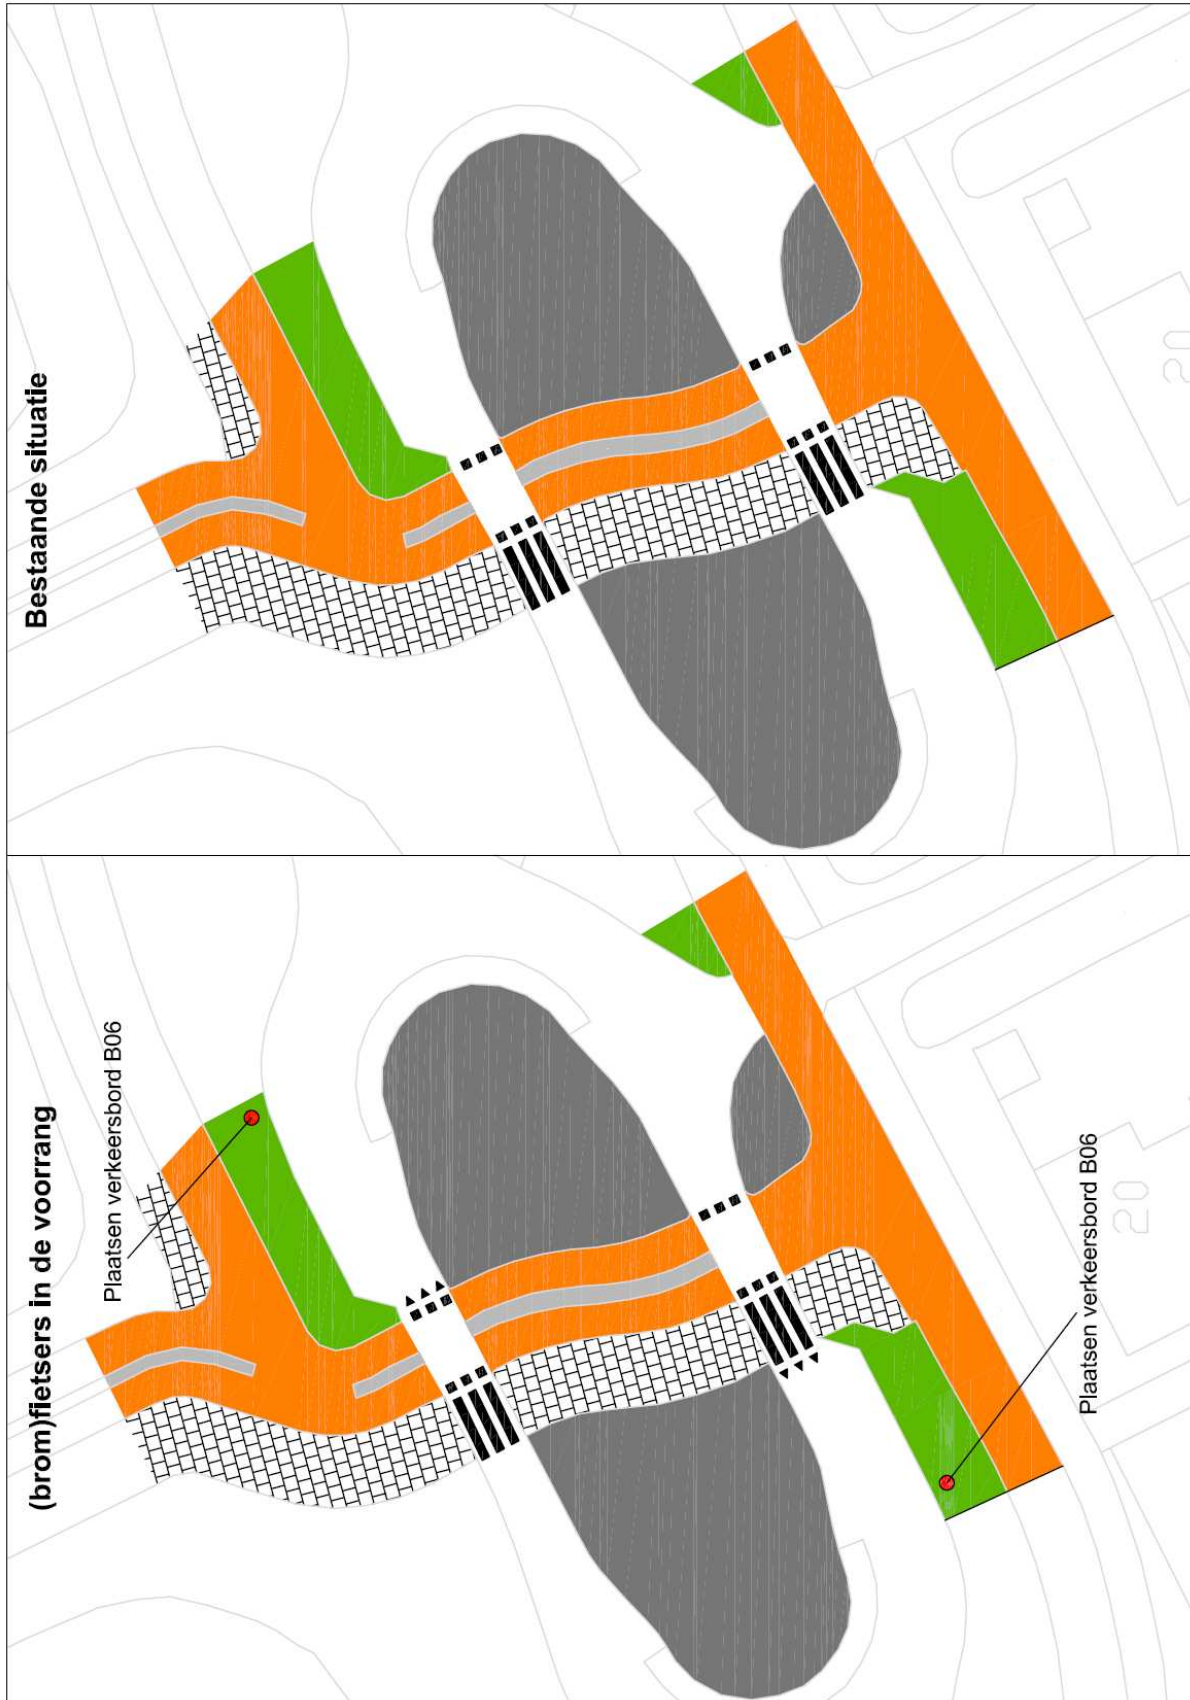 Bestaande situatie
20
(brom)fietsers in de voorrang
Plaatsen verkeersbord B06
Plaatsen verkeersbord B06
20